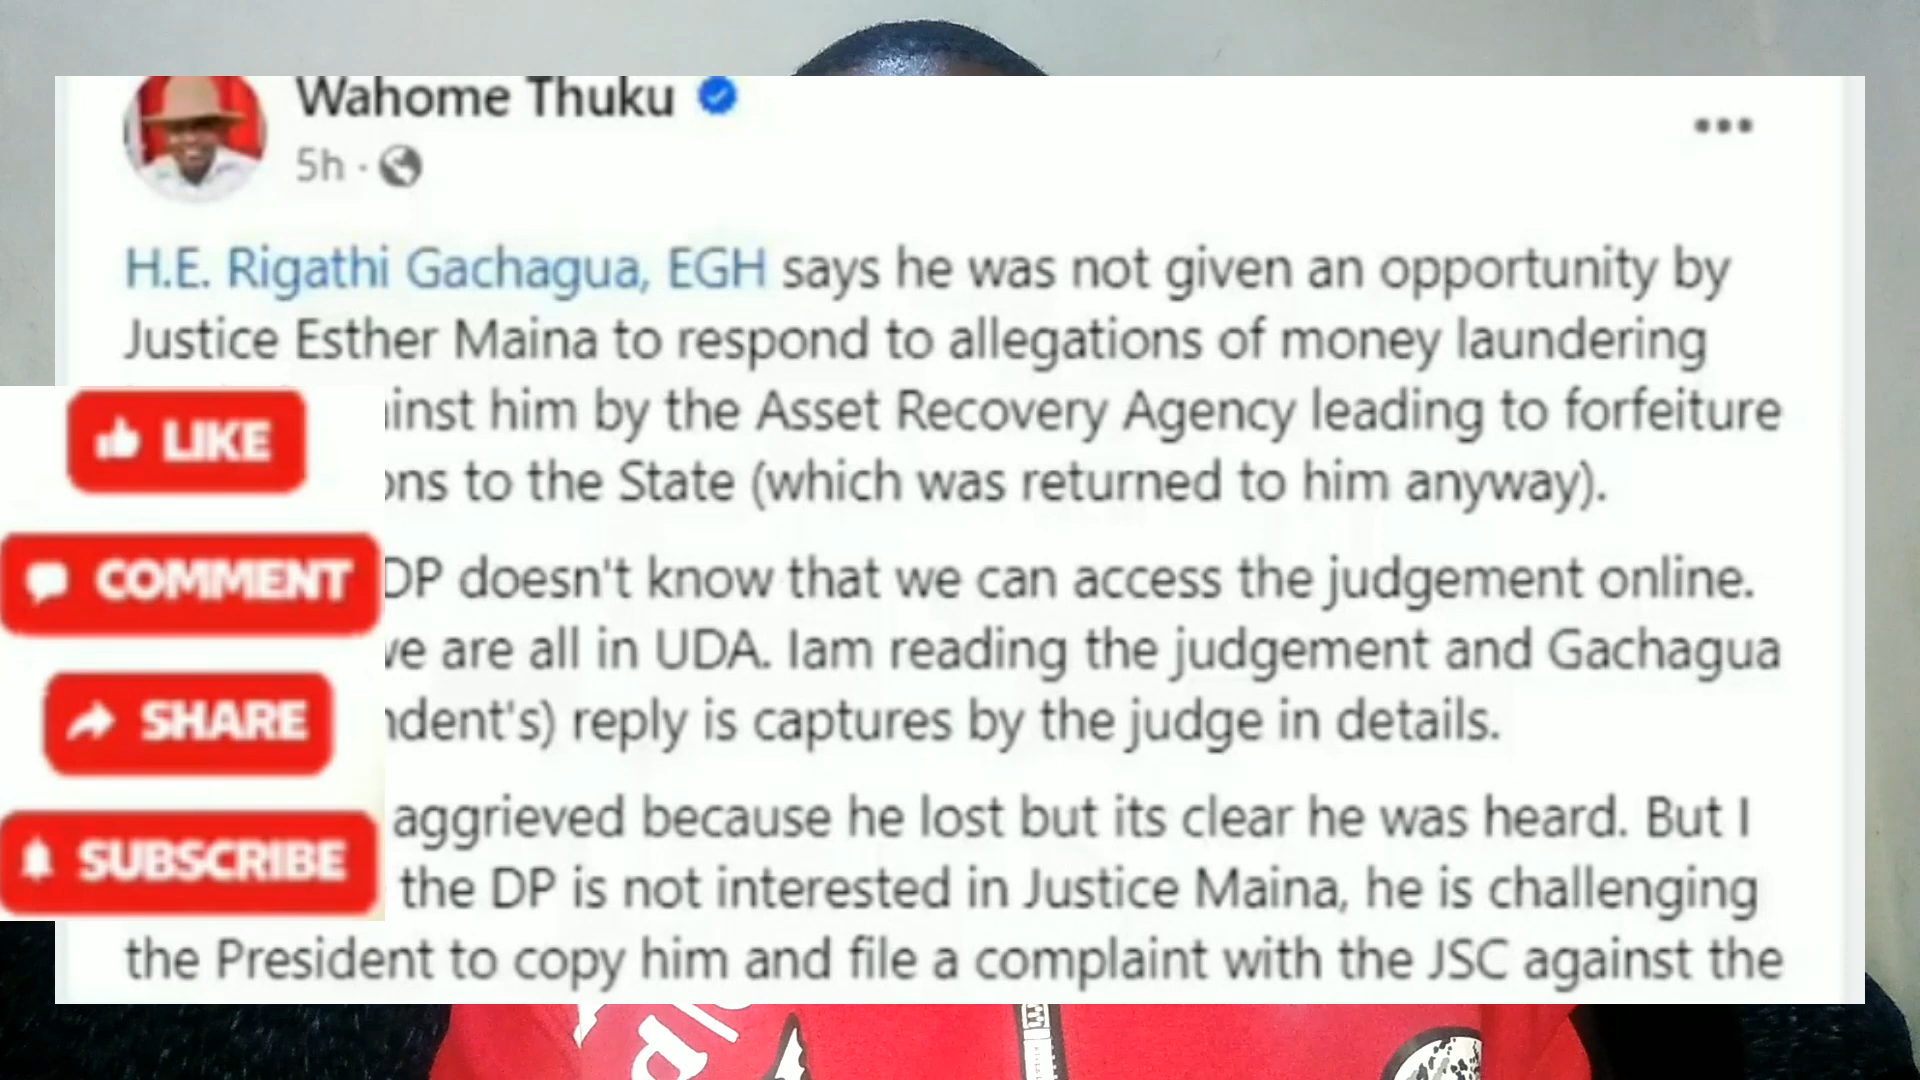 Wahome Thuku
5h ·
H.E. Rigathi Gachagua, EGH says he was not given an opportunity by
Justice Esther Maina to respond to allegations of money laundering
him by the Asset Recovery Agency leading to forfeiture
to the State (which was returned to him anyway).
DP doesn't know that we can access the judgement online.
are all in UDA. Iam reading the judgement and Gachagua
reply is captures by the judge in details.
aggrieved because he lost but its clear he was heard. But I
the DP is not interested in Justice Maina, he is challenging
the President to copy him and file a complaint with the JSC against the
LIKE
COMMENT
SHARE
SUBSCRIBE